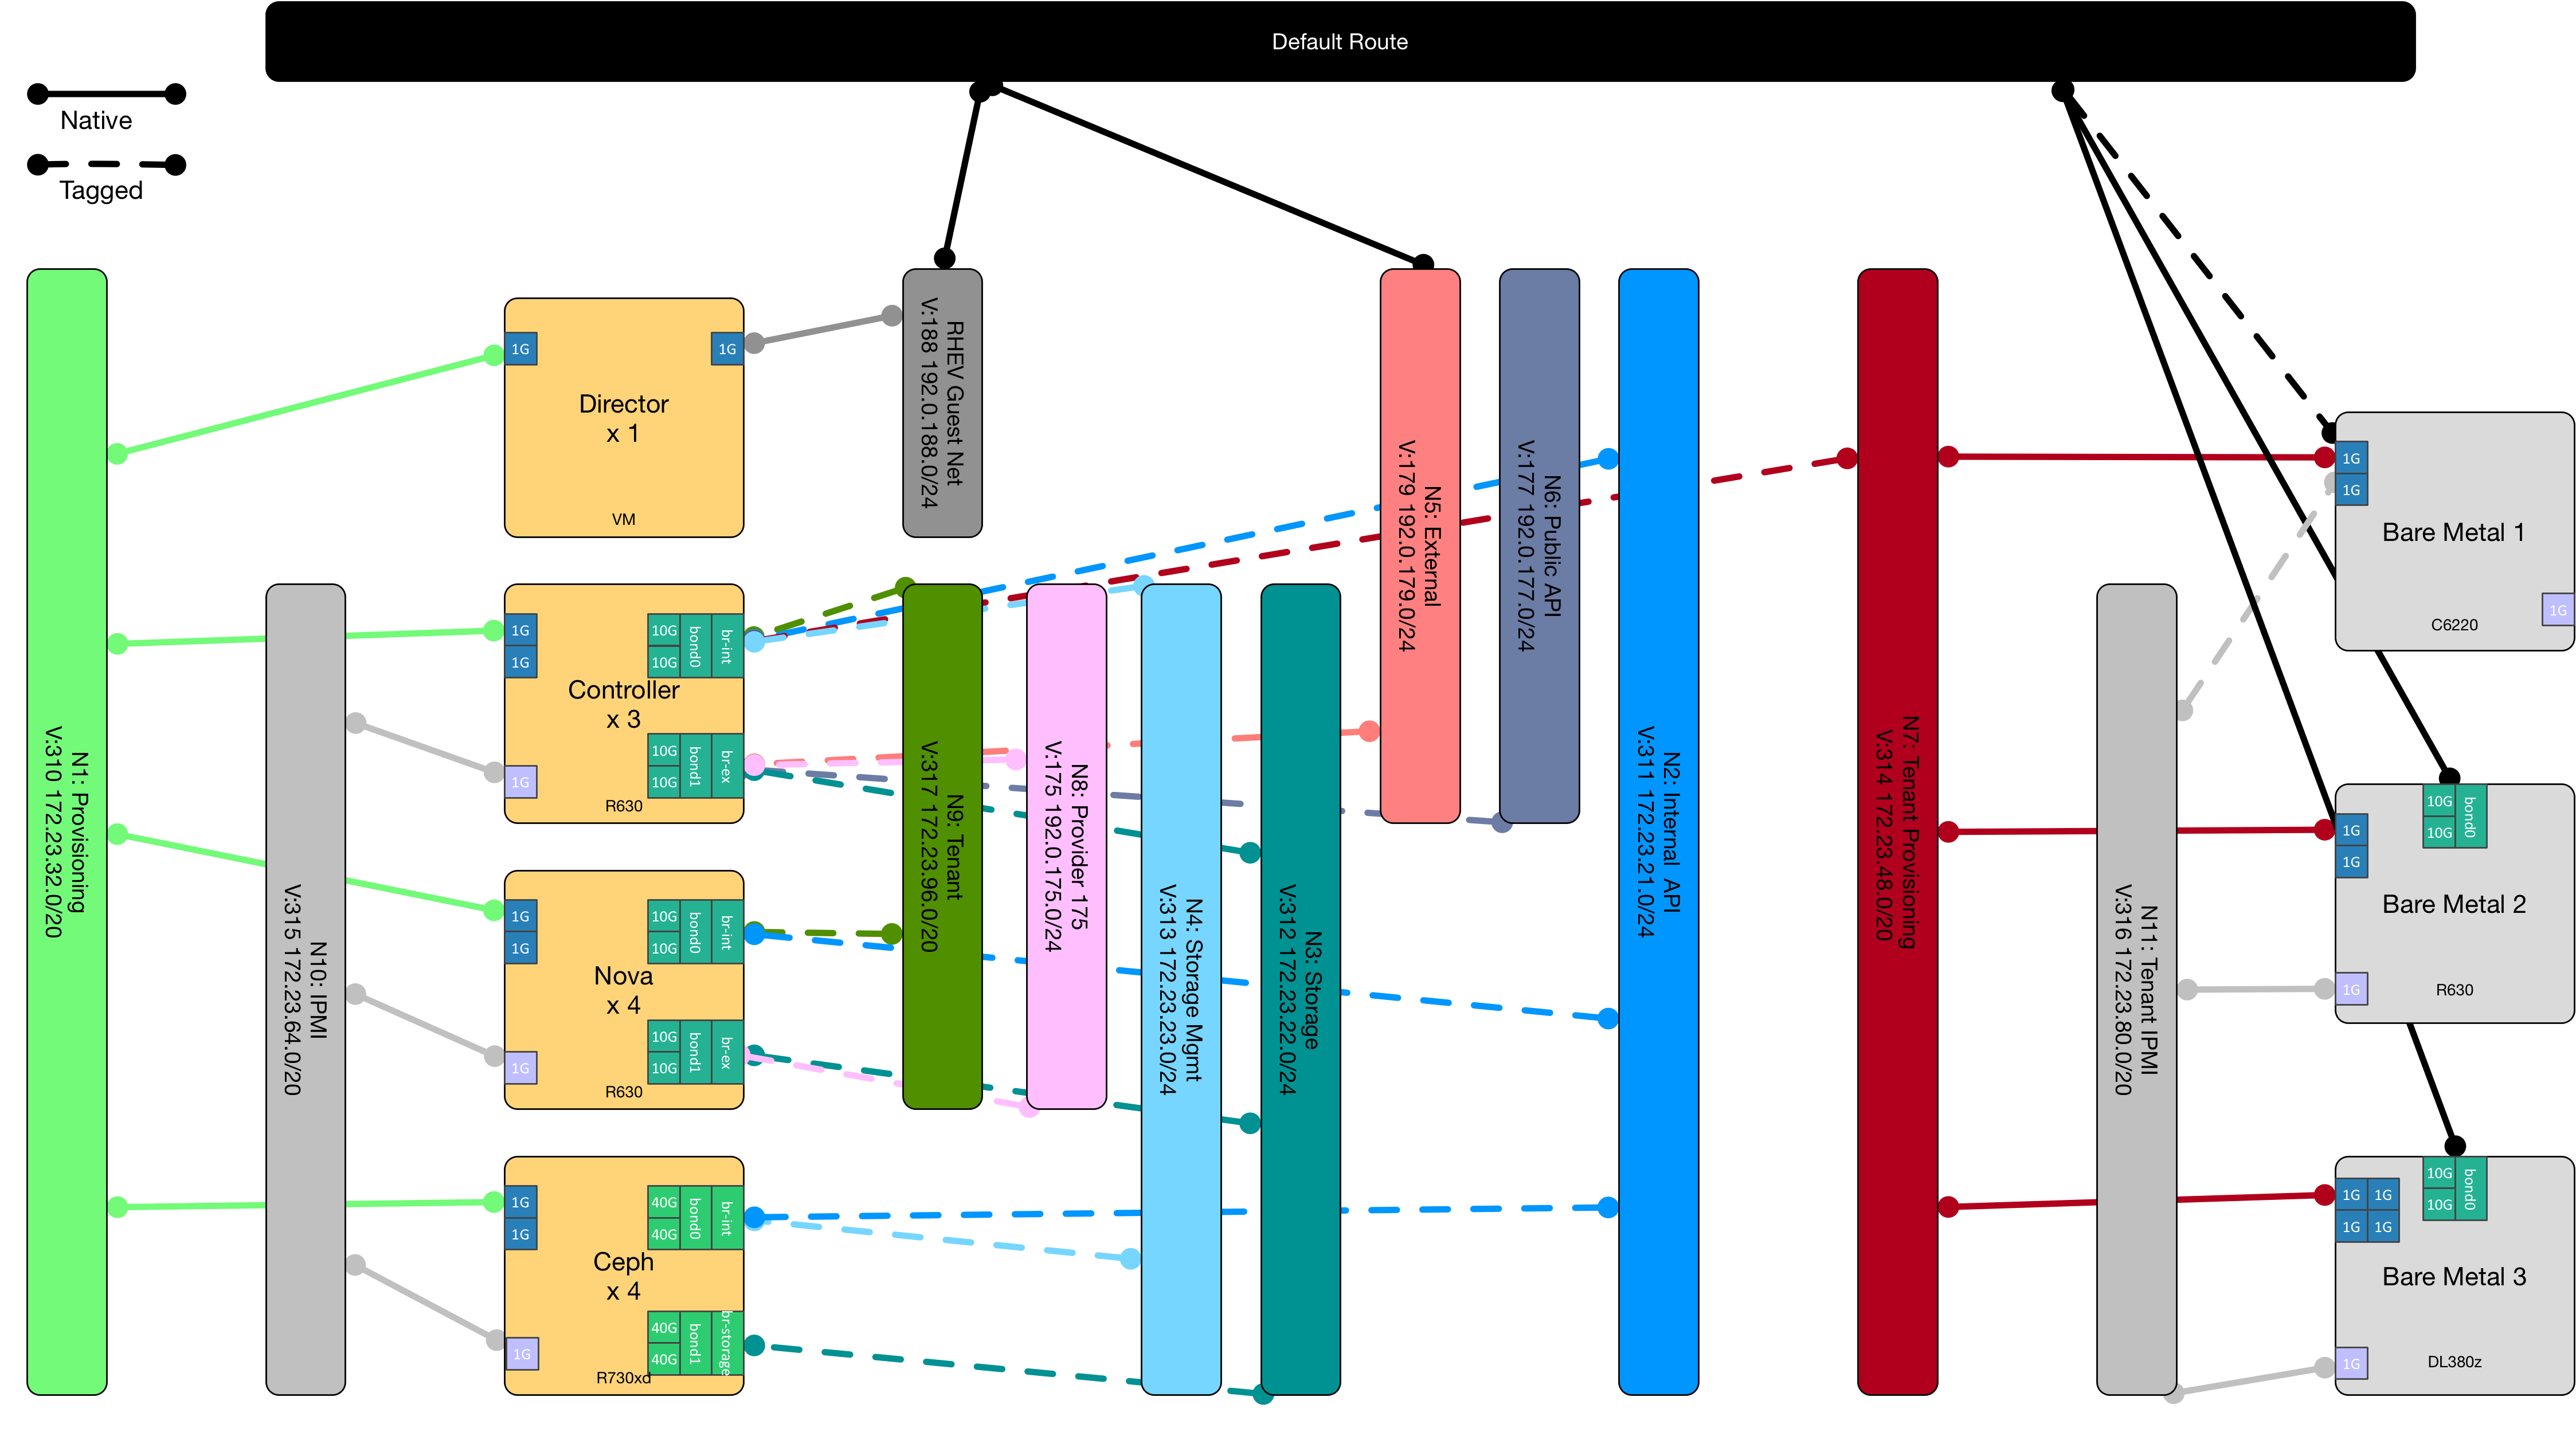 Default Route
Native
Tagged
N1: Provisioning
V:310 172.23.32.0/20
N10: IPMI
V:315 172.23.64.0/20
1G
1G
Director
x 1
VM
1G
1G
1G
10G
10G
bond0
br-int
Controller
x 3
10G
10G
bond1
br-ex
1G
R630
1G
1G
10G
10G
bond0
br-int
Nova
x 4
10G
10G
bond1
br-ex
1G
R630
1G
1G
40G
40G
bond0
br-int
Ceph
x 4
40G
40G
bond1
br-storage
1G
R730xd
RHEV Guest Net
V:188 192.0.188.0/24
N9: Tenant
V:317 172.23.96.0/20
N8: Provider 175
V:175 192.0.175.0/24
N4: Storage Mgmt
V:313 172.23.23.0/24
N3: Storage
V:312 172.23.22.0/24
N5: External
V:179 192.0.179.0/24
N6: Public API
V:177 192.0.177.0/24
N2: Internal API
V:311 172.23.21.0/24
N7: Tenant Provisioning
V:314 172.23.48.0/20
N11: Tenant IPMI
V:316 172.23.80.0/20
1G
1G
Bare Metal 1
1G
C6220
10G
10G
bond0
1G
1G
Bare Metal 2
1G
R630
10G
10G
bond0
1G
1G
1G
1G
Bare Metal 3
1G
DL380z